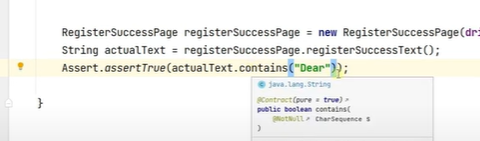 RegisterSuccessPage registerSuccessPage = new RegisterSuccessPage(dri
String actualText = registerSuccessPage.registerSuccessText();
Assert.assertTrue(actualText.contains("Dear"));
}
java.lang.String
@Contract(pure = true)
public boolean contains(
@NotNull CharSequence s
)